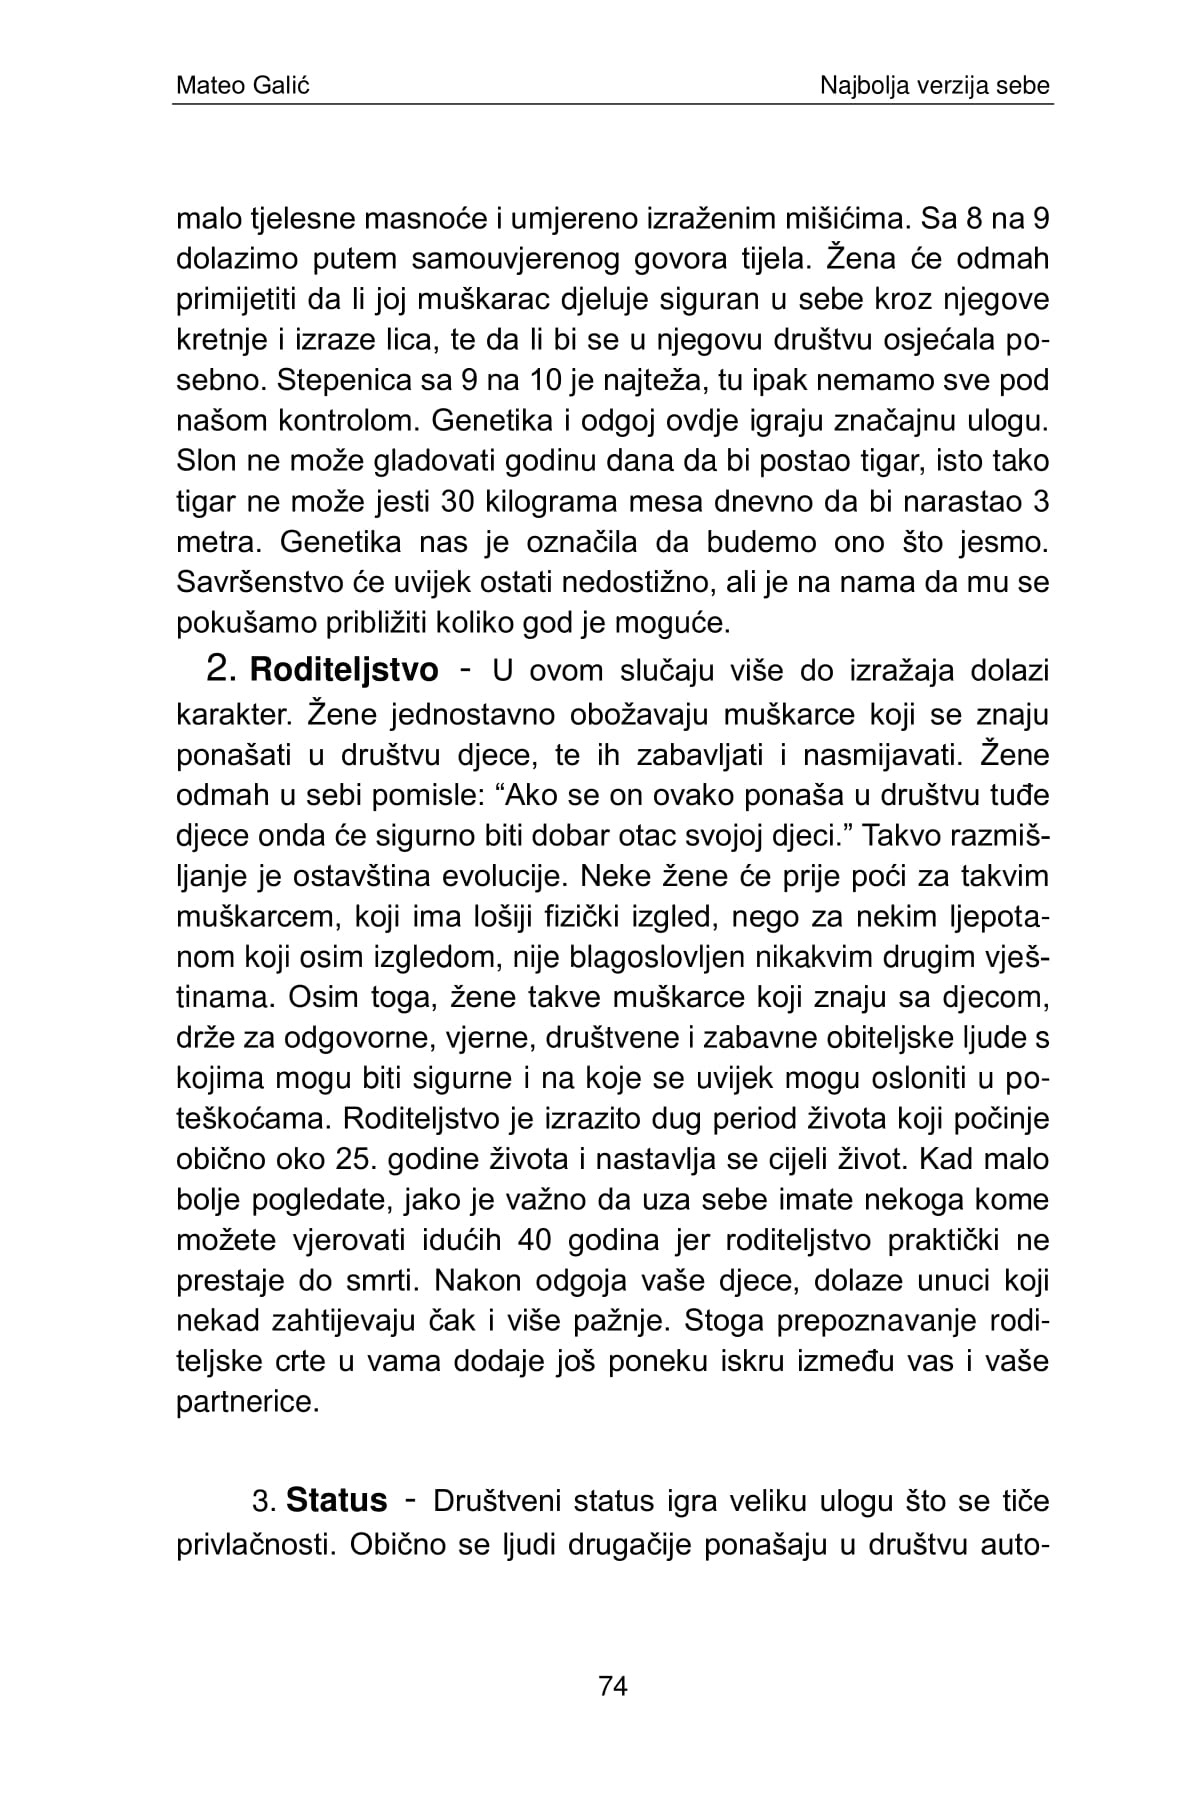 Mateo Galić Najbolja verzija sebe
malo tjelesne masnoće i umjereno izraženim mišićima. Sa 8 na 9
dolazimo putem samouvjerenog govora tijela. Žena će odmah
primijetiti da li joj muškarac djeluje siguran u sebe kroz njegove
kretnje i izraze lica, te da li bi se u njegovu društvu osjećala po-
sebno. Stepenica sa 9 na 10 je najteža, tu ipak nemamo sve pod
našom kontrolom. Genetika i odgoj ovdje igraju značajnu ulogu.
Slon ne može gladovati godinu dana da bi postao tigar, isto tako
tigar ne može jesti 30 kilograma mesa dnevno da bi narastao 3
metra. Genetika nas je označila da budemo ono što jesmo.
Savršenstvo će uvijek ostati nedostižno, ali je na nama da mu se
pokušamo približiti koliko god je moguće.
2. Roditeljstvo - U ovom slučaju više do izražaja dolazi
karakter. Žene jednostavno obožavaju muškarce koji se znaju
ponašati u društvu djece, te ih zabavljati i nasmijavati. Žene
odmah u sebi pomisle: “Ako se on ovako ponaša u društvu tuđe
djece onda će sigurno biti dobar otac svojoj djeci.” Takvo razmiš-
ljanje je ostavština evolucije. Neke žene će prije poći za takvim
muškarcem, koji ima lošiji fizički izgled, nego za nekim ljepota-
nom koji osim izgledom, nije blagoslovljen nikakvim drugim vješ-
tinama. Osim toga, žene takve muškarce koji znaju sa djecom,
drže za odgovorne, vjerne, društvene i zabavne obiteljske ljude s
kojima mogu biti sigurne i na koje se uvijek mogu osloniti u po-
teškoćama. Roditeljstvo je izrazito dug period života koji počinje
obično oko 25. godine života i nastavlja se cijeli život. Kad malo
bolje pogledate, jako je važno da uza sebe imate nekoga kome
možete vjerovati idućih 40 godina jer roditeljstvo praktički ne
prestaje do smrti. Nakon odgoja vaše djece, dolaze unuci koji
nekad zahtijevaju čak i više pažnje. Stoga prepoznavanje rodi-
teljske crte u vama dodaje još poneku iskru između vas i vaše
partnerice.
3. Status - Društveni status igra veliku ulogu što se tiče
privlačnosti. Obično se ljudi drugačije ponašaju u društvu auto-
74